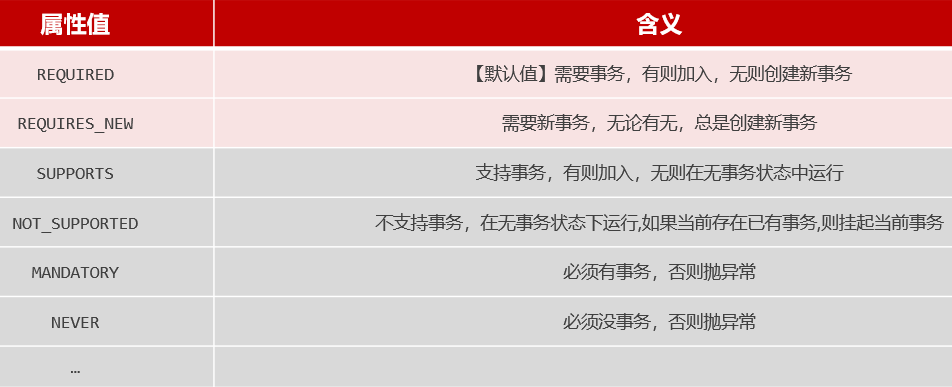 属性值 含义
REQUIRED 【默认值】需要事务，有则加入，无则创建新事务
REQUIRES_NEW 需要新事务，无论有无，总是创建新事务
SUPPORTS 支持事务，有则加入，无则在无事务状态中运行
NOT_SUPPORTED 不支持事务，在无事务状态下运行,如果当前存在已有事务,则挂起当前事务
MANDATORY 必须有事务，否则抛异常
NEVER 必须没事务，否则抛异常
…